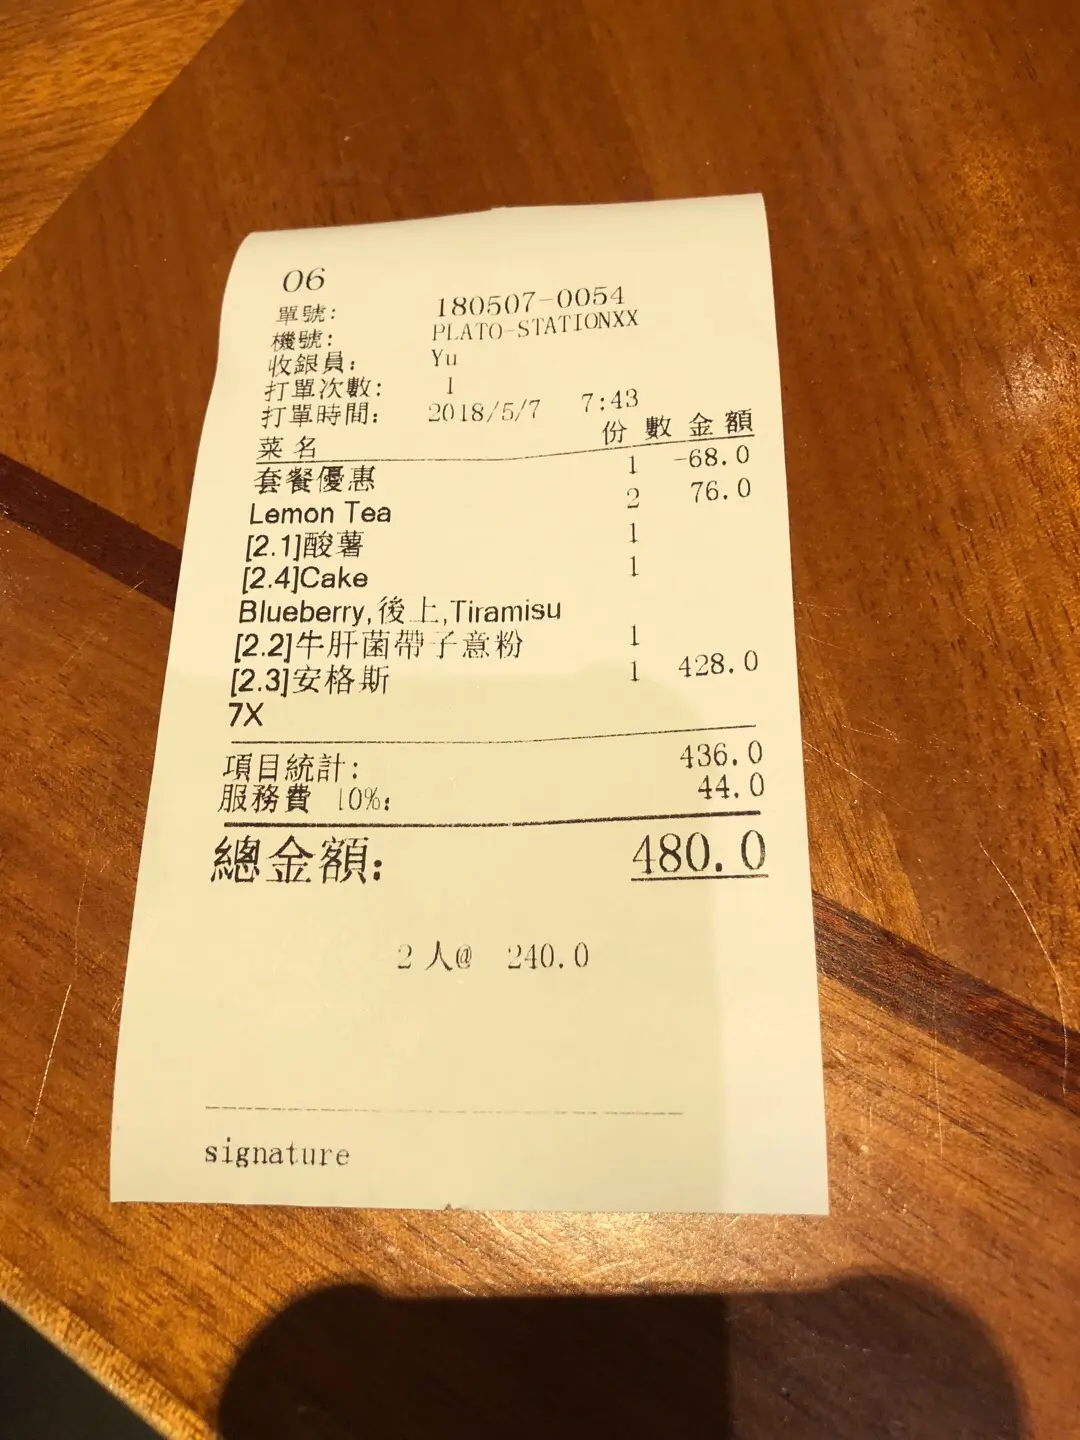 06
單號: 180507-0054
機號: PLATO-STATIONXX
收銀員: Yu
打單次數: 1
打單時間: 2018/5/7 7:43
菜名 份數 金額
套餐優惠 1 -68.0
Lemon Tea 2 76.0
[2.1]酸薯 1
[2.4]Cake 1
Blueberry,後上,Tiramisu
[2.2]牛肝菌帶子意粉 1
[2.3]安格斯 1 428.0
7X
項目統計: 436.0
服務費 10%: 44.0
總金額: 480.0
2 人@ 240.0
signature